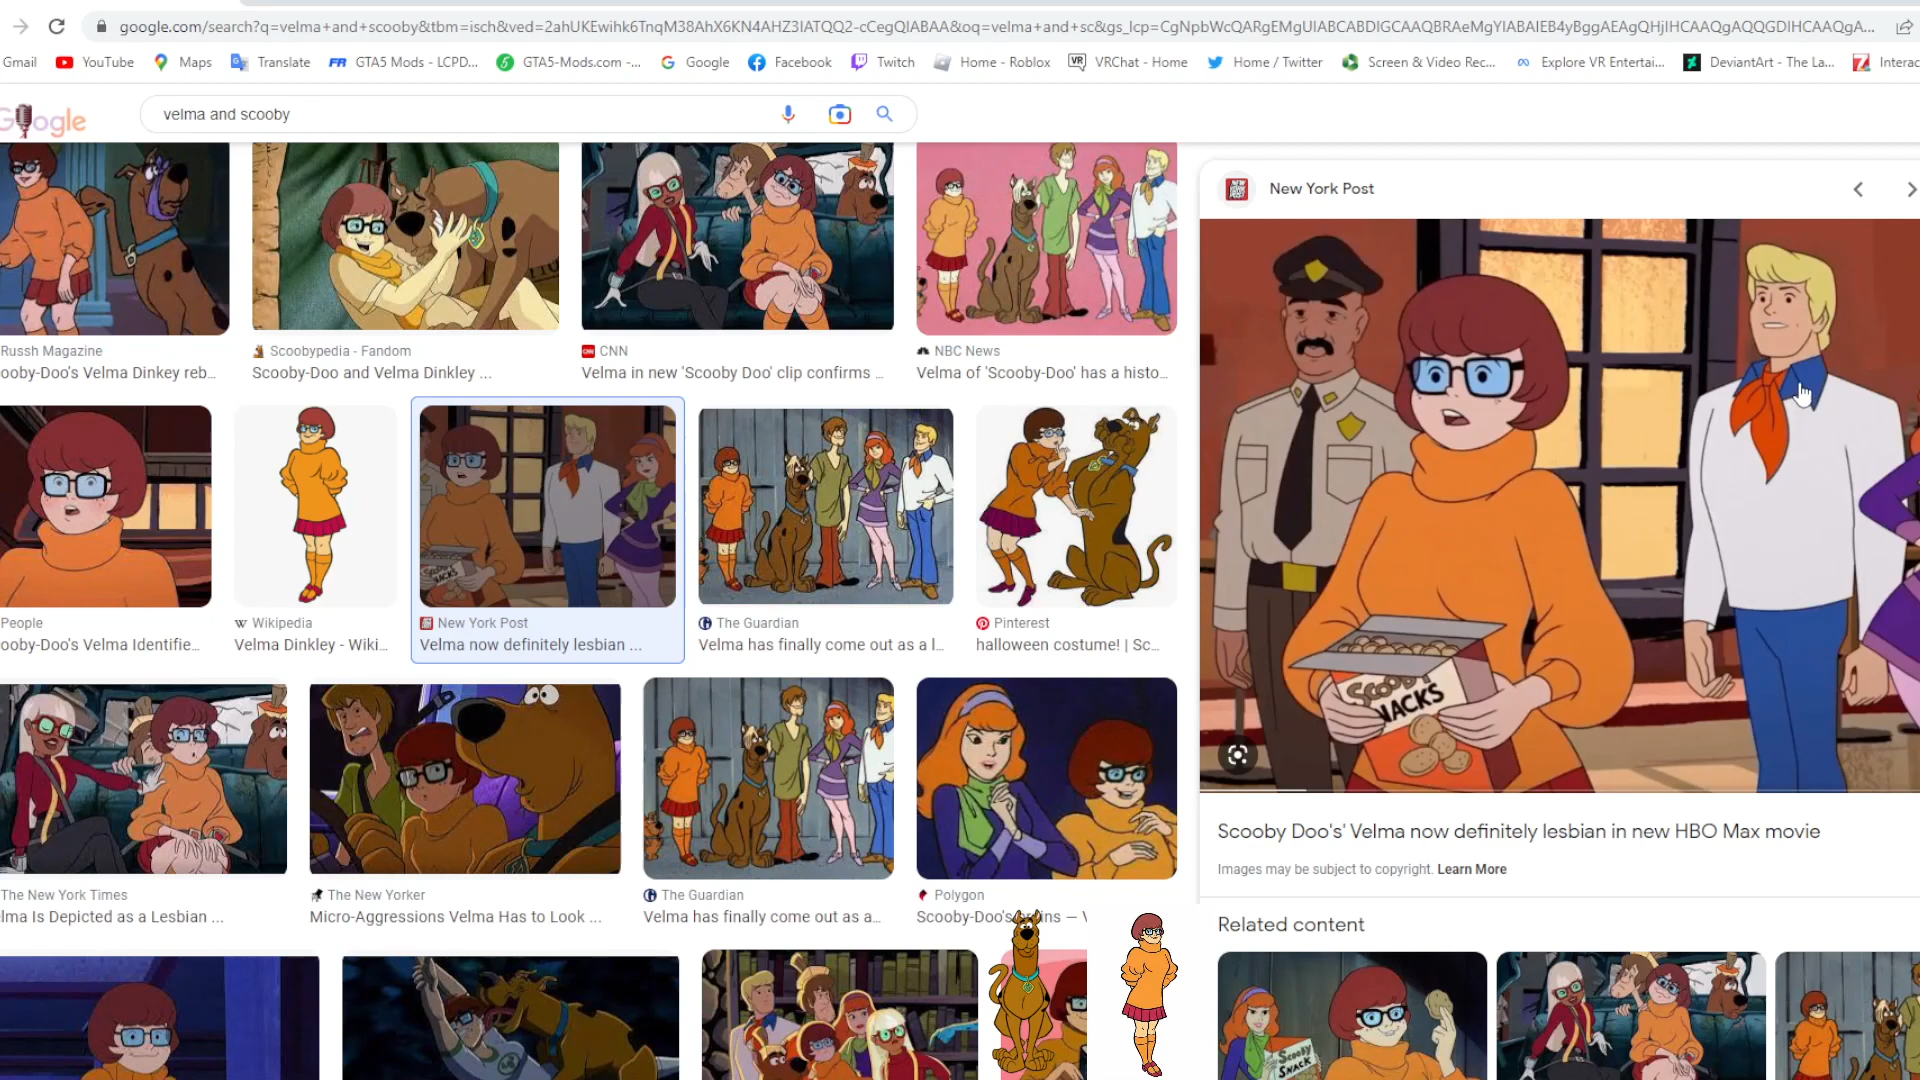 google.com/search?q=velma+and+scooby&tbm=isch&ved=2ahUKEwihk6TnqM38AhX6KN4AHZ3IATQQ2-cCegQIABAA&oq=velma+and+sc&gs_lcp=CgNpbWcQARgEMgUIABCABDIGCAAQBRAeMgYIABAIEB4yBggAEAgQHjIHCAAQgAQQGDIHCAAQgA...
Gmail YouTube Maps Translate FR GTA5 Mods - LCPD... GTA5-Mods.com -... Google Facebook Twitch Home - Roblox VR VRChat - Home Home / Twitter Screen & Video Rec... Explore VR Entertai... DeviantArt - The La... Interac
Google velma and scooby
New York Post
Russh Magazine Scoobypedia - Fandom CNN NBC News
ooby-Doo's Velma Dinkey reb... Scooby-Doo and Velma Dinkley ... Velma in new 'Scooby Doo' clip confirms ... Velma of 'Scooby-Doo' has a histo...
SCOOBY
SNACKS
SNACKS
People Wikipedia New York Post The Guardian Pinterest
ooby-Doo's Velma Identifie... Velma Dinkley - Wiki... Velma now definitely lesbian ... Velma has finally come out as a l... halloween costume! | Sc...
Scooby Doo's' Velma now definitely lesbian in new HBO Max movie
Images may be subject to copyright. Learn More
The New York Times The New Yorker The Guardian Polygon
lma Is Depicted as a Lesbian ... Micro-Aggressions Velma Has to Look ... Velma has finally come out as a... Scooby-Doo's
Related content
SCOOBY
SNACK